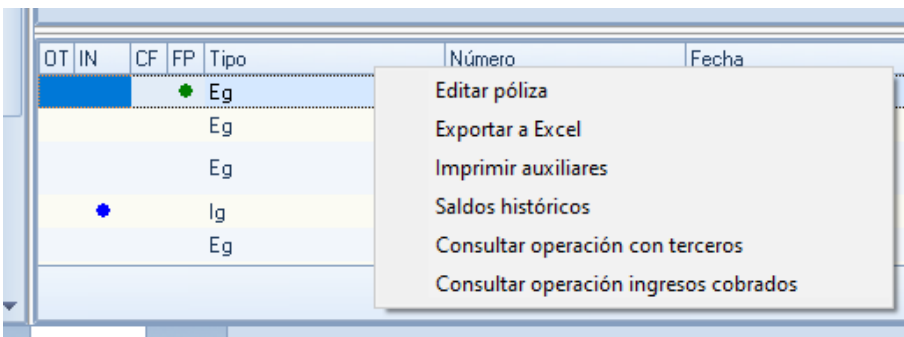 OT IN CF FP Tipo Número Fecha
Eg
Editar póliza
Eg
Exportar a Excel
Eg
Imprimir auxiliares
Ig
Saldos históricos
Eg
Consultar operación con terceros
Consultar operación ingresos cobrados